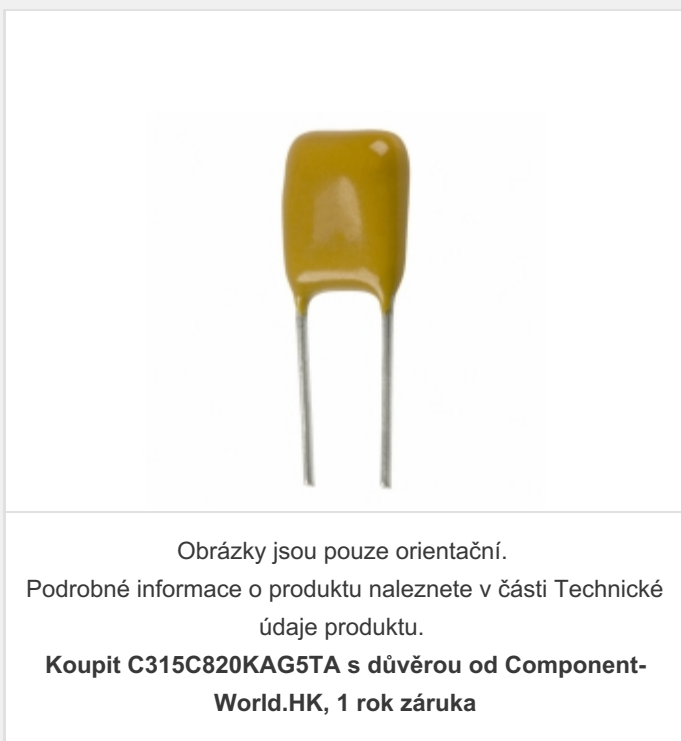 Obrázky jsou pouze orientační.
Podrobné informace o produktu naleznete v části Technické
údaje produktu.
Koupit C315C820KAG5TA s důvěrou od Component-
World.HK, 1 rok záruka